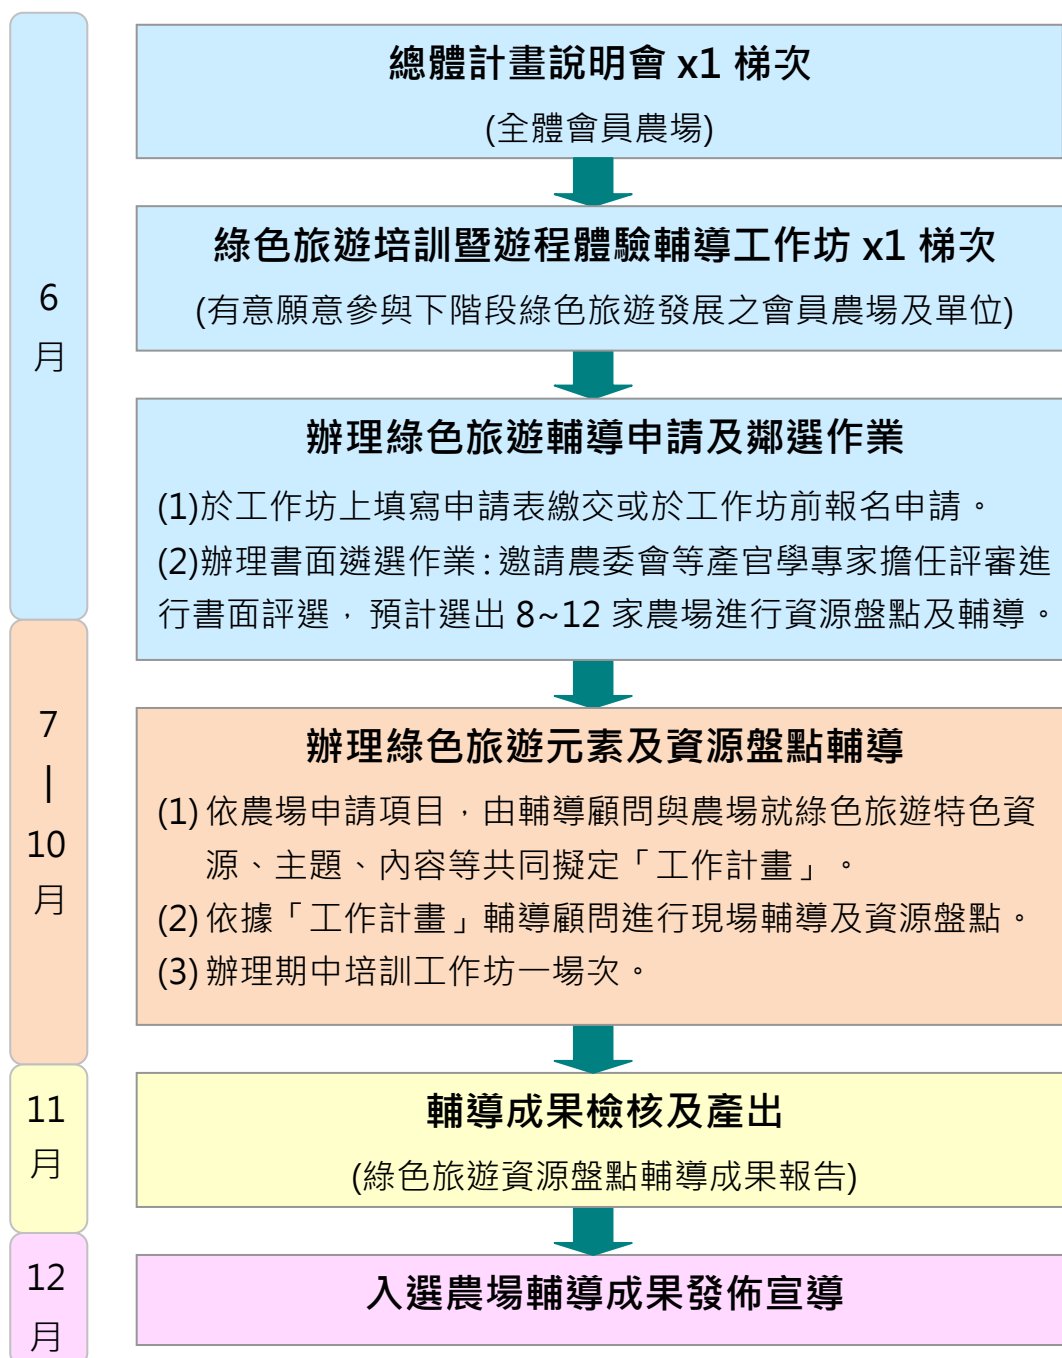 6
月
總體計畫說明會 x1 梯次
(全體會員農場)
綠色旅遊培訓暨遊程體驗輔導工作坊 x1 梯次
(有意願意參與下階段綠色旅遊發展之會員農場及單位)
辦理綠色旅遊輔導申請及鄰選作業
(1)於工作坊上填寫申請表繳交或於工作坊前報名申請。
(2)辦理書面遴選作業:邀請農委會等產官學專家擔任評審進
行書面評選，預計選出 8~12 家農場進行資源盤點及輔導。
7
|
10
月
辦理綠色旅遊元素及資源盤點輔導
(1) 依農場申請項目，由輔導顧問與農場就綠色旅遊特色資
源、主題、內容等共同擬定「工作計畫」。
(2) 依據「工作計畫」輔導顧問進行現場輔導及資源盤點。
(3) 辦理期中培訓工作坊一場次。
11
月
輔導成果檢核及產出
(綠色旅遊資源盤點輔導成果報告)
12
月
入選農場輔導成果發佈宣導